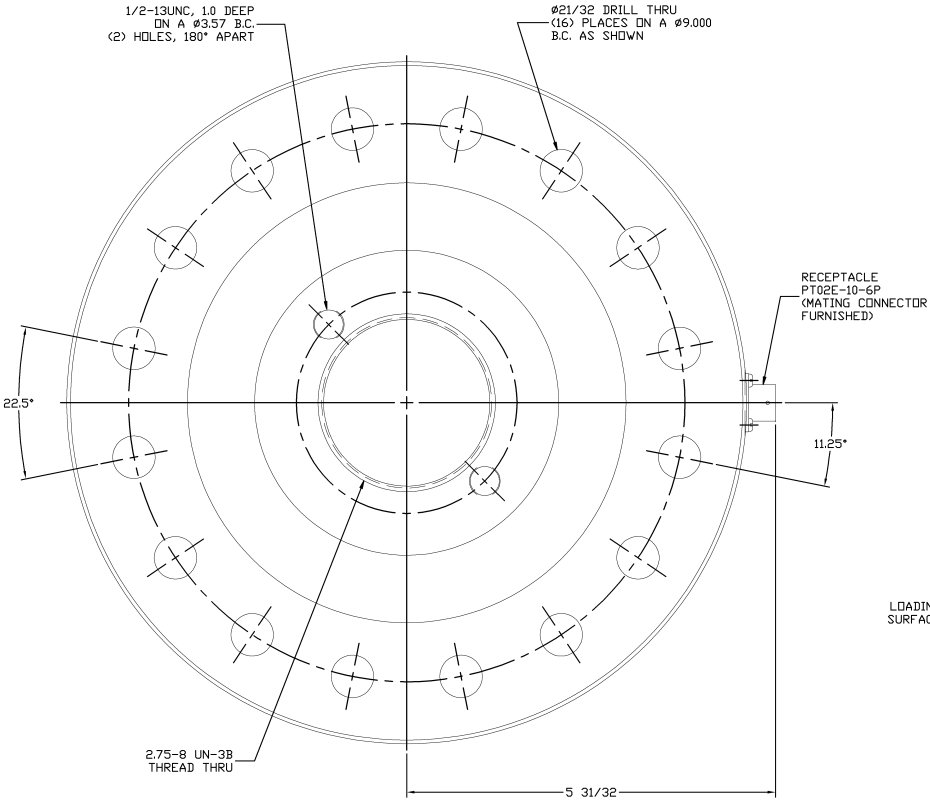 1/2-13UNC, 1.0 DEEP
ON A ø3.57 B.C.
(2) HOLES, 180° APART
ø21/32 DRILL THRU
(16) PLACES ON A ø9.000
B.C. AS SHOWN
RECEPTACLE
PT02E-10-6P
(MATING CONNECTOR
FURNISHED)
22.5°
11.25°
LOADIN
SURFAC
2.75-8 UN-3B
THREAD THRU
5 31/32